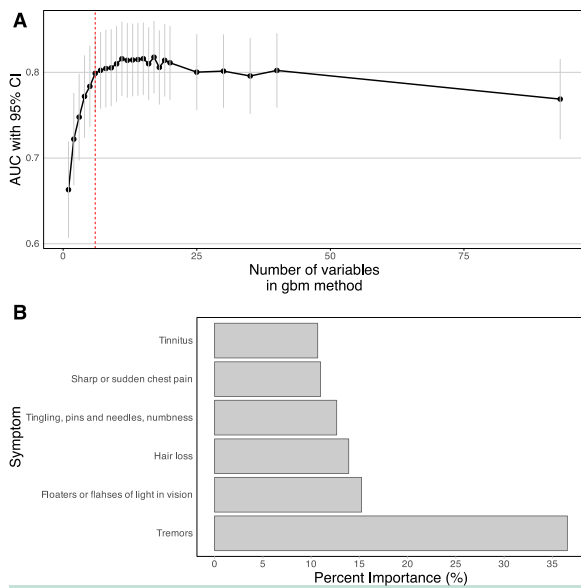 A
AUC with 95% CI
0.8
0.7
0.6
0 25 50 75
Number of variables
in gbm method
B
Symptom
Tinnitus
Sharp or sudden chest pain
Tingling, pins and needles, numbness
Hair loss
Floaters or flahses of light in vision
Tremors
0 5 10 15 20 25 30 35
Percent Importance (%)